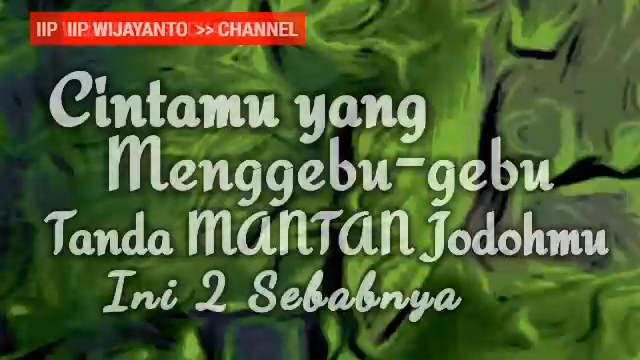 IIP IIP WIJAYANTO >> CHANNEL
Cintamu yang
Menggebu-gebu
Tanda MANTAN Jodohmu
Ini 2 Sebabnya